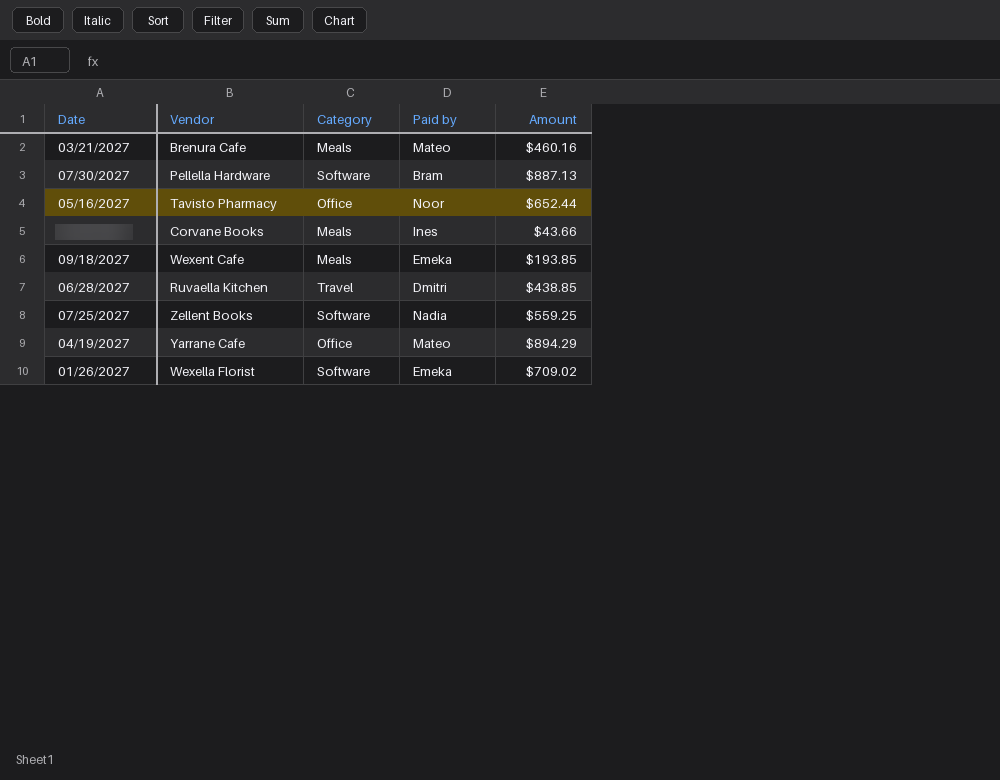 Bold Italic Sort Filter Sum Chart
A1 fx
A B C D E
1 Date Vendor Category Paid by Amount
2 03/21/2027 Brenura Cafe Meals Mateo $460.16
3 07/30/2027 Pellella Hardware Software Bram $887.13
4 05/16/2027 Tavisto Pharmacy Office Noor $652.44
5 Corvane Books Meals Ines $43.66
6 09/18/2027 Wexent Cafe Meals Emeka $193.85
7 06/28/2027 Ruvaella Kitchen Travel Dmitri $438.85
8 07/25/2027 Zellent Books Software Nadia $559.25
9 04/19/2027 Yarrane Cafe Office Mateo $894.29
10 01/26/2027 Wexella Florist Software Emeka $709.02
Sheet1